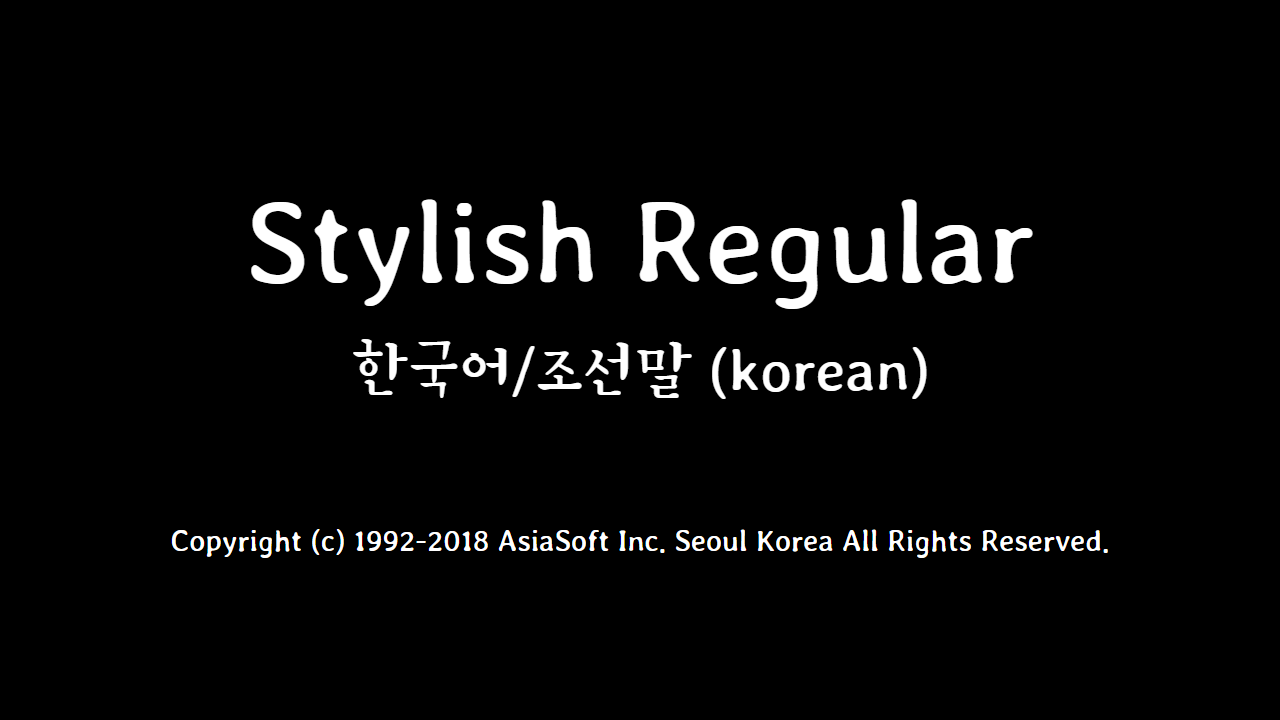 Stylish Regular
한국어/조선말 (korean)
Copyright (c) 1992-2018 AsiaSoft Inc. Seoul Korea All Rights Reserved.